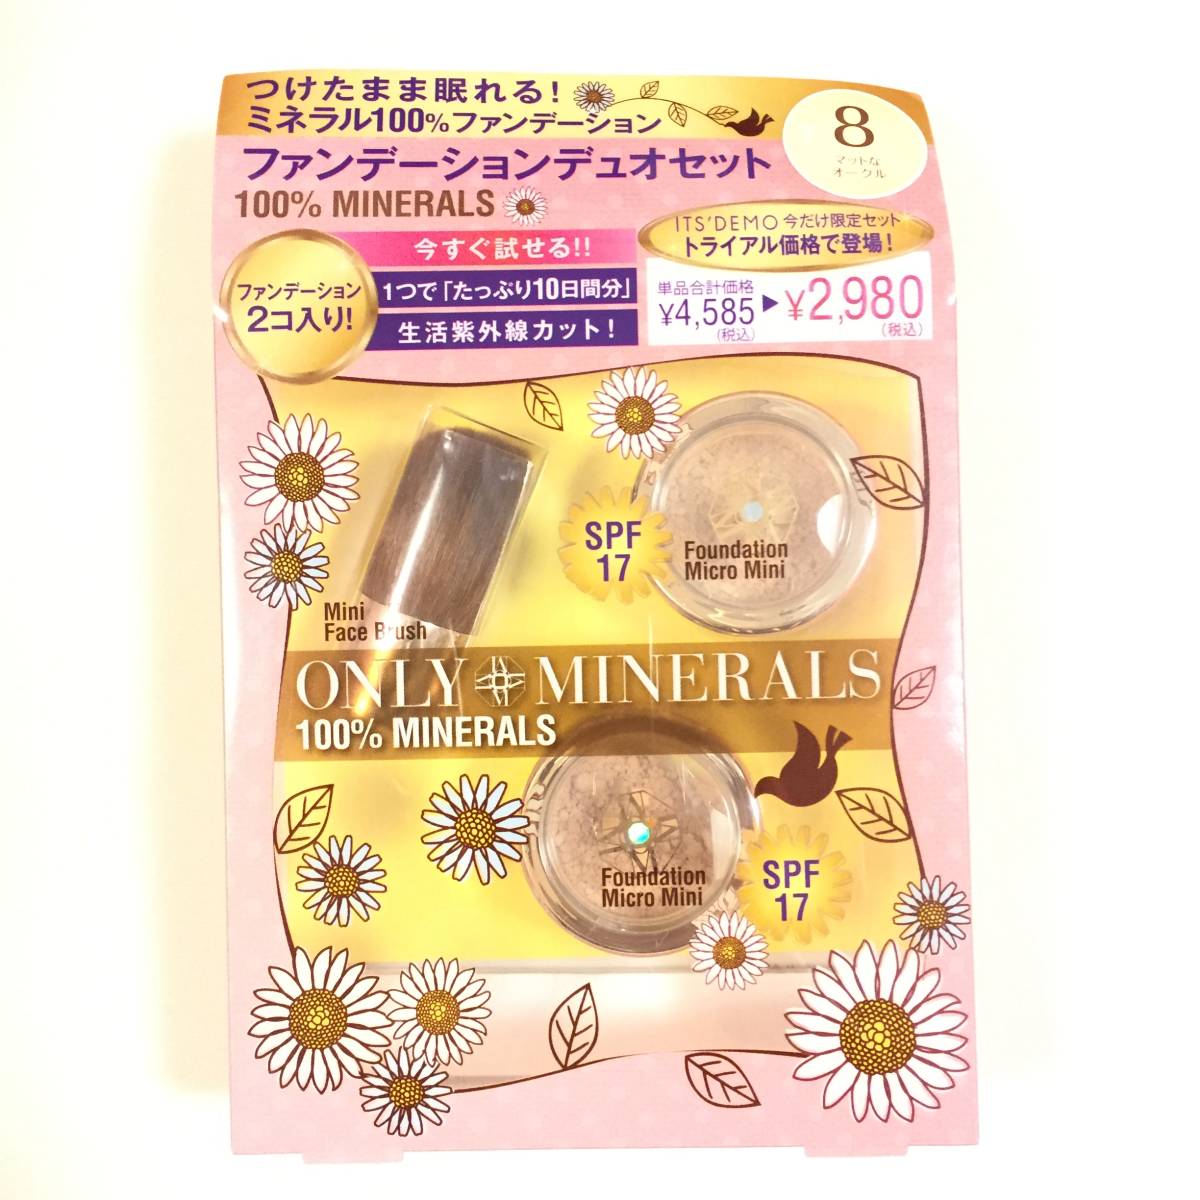 つけたまま眠れる!
ミネラル100%ファンデーション
ファンデーションデュオセット
100% MINERALS
8
マットな
オークル
ITS'DEMO 今だけ限定セット
トライアル価格で登場!
ファンデーション
2コ入り!
今すぐ試せる!!
1つで「たっぷり10日間分」
生活紫外線カット!
単品合計価格
¥4,585
(税込)
¥2,980
(税込)
SPF
17
Foundation
Micro Mini
Mini
Face Brush
ONLY MINERALS
100% MINERALS
Foundation
Micro Mini
SPF
17